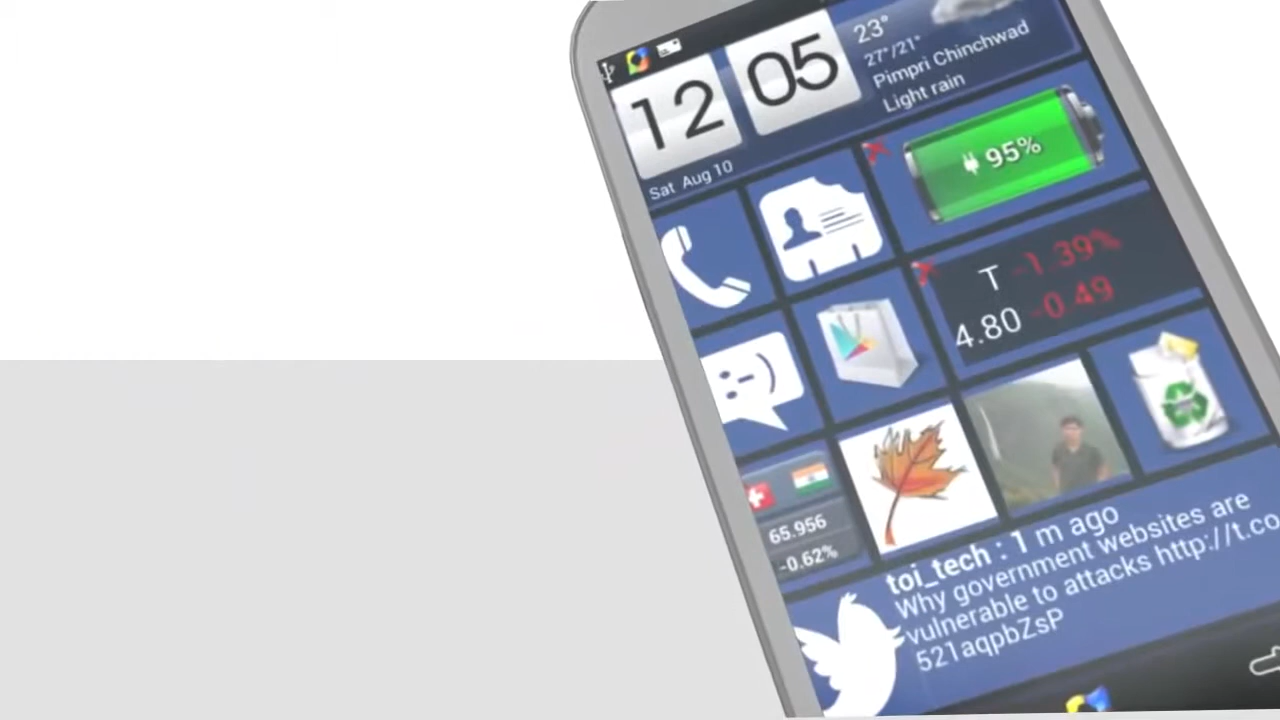 12 05
23°
27°/21°
Pimpri Chinchwad
Light rain
Sat Aug 10
95%
T -1.39%
4.80 -0.49
65.956
-0.62%
toi_tech : 1 m ago
Why government websites are
vulnerable to attacks http://t.co
521aqpbZsP